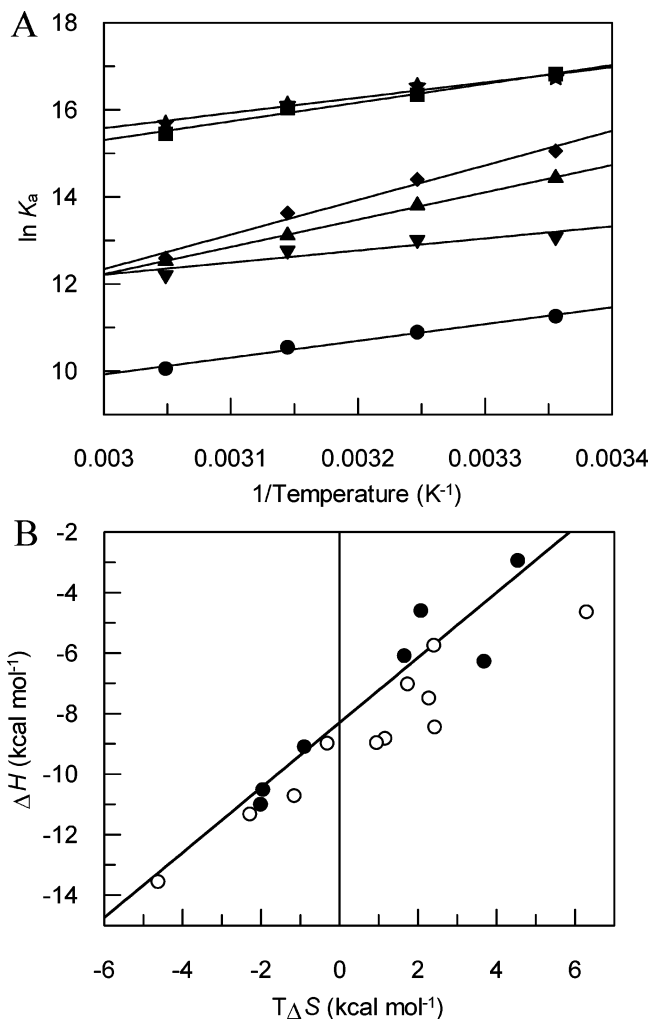 A
18
16
14
12
10
ln Ka
0.003 0.0031 0.0032 0.0033 0.0034
1/Temperature (K-1)
B
-2
-4
-6
-8
-10
-12
-14
ΔH (kcal mol-1)
-6 -4 -2 0 2 4 6
TΔS (kcal mol-1)